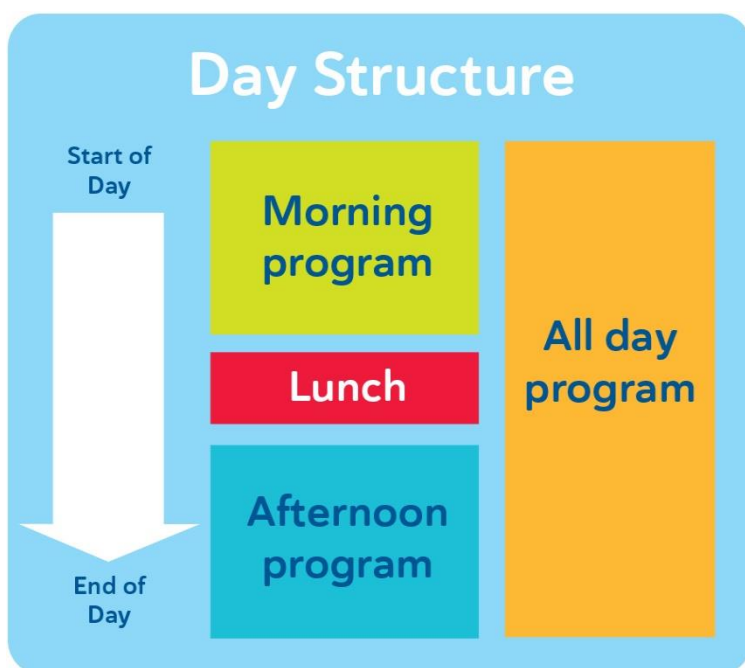 Day Structure
Start of
Day
Morning
program
Lunch
Afternoon
program
All day
program
End of
Day